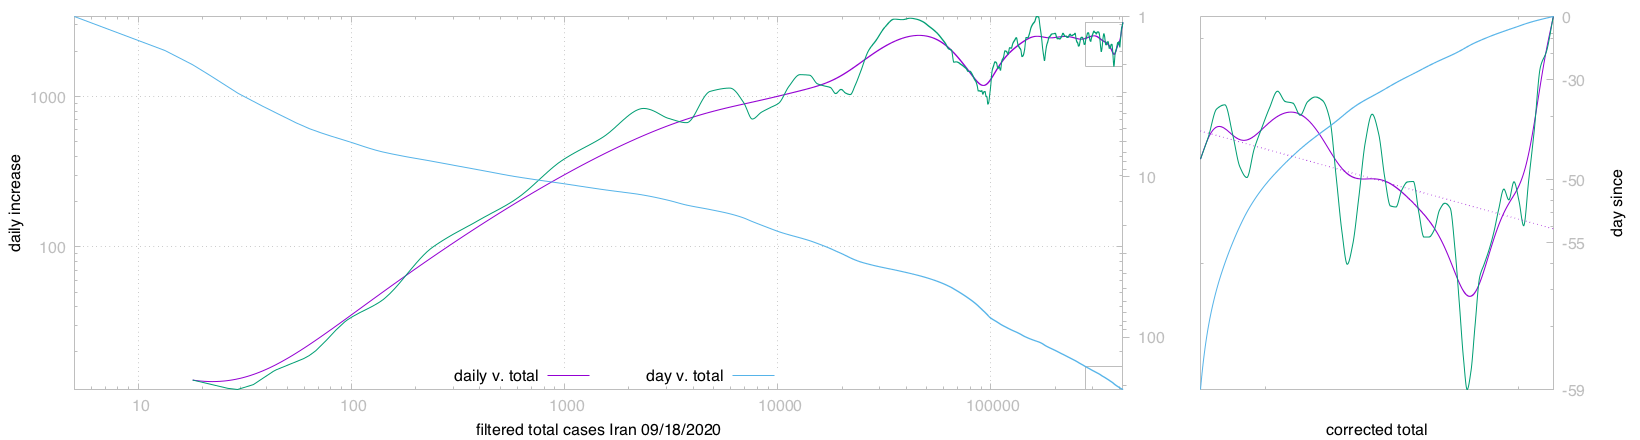 1000
100
daily increase
1
10
100
daily v. total
day v. total
10
100
1000
10000
100000
filtered total cases Iran 09/18/2020
0
-30
-50
-55
-59
day since
corrected total